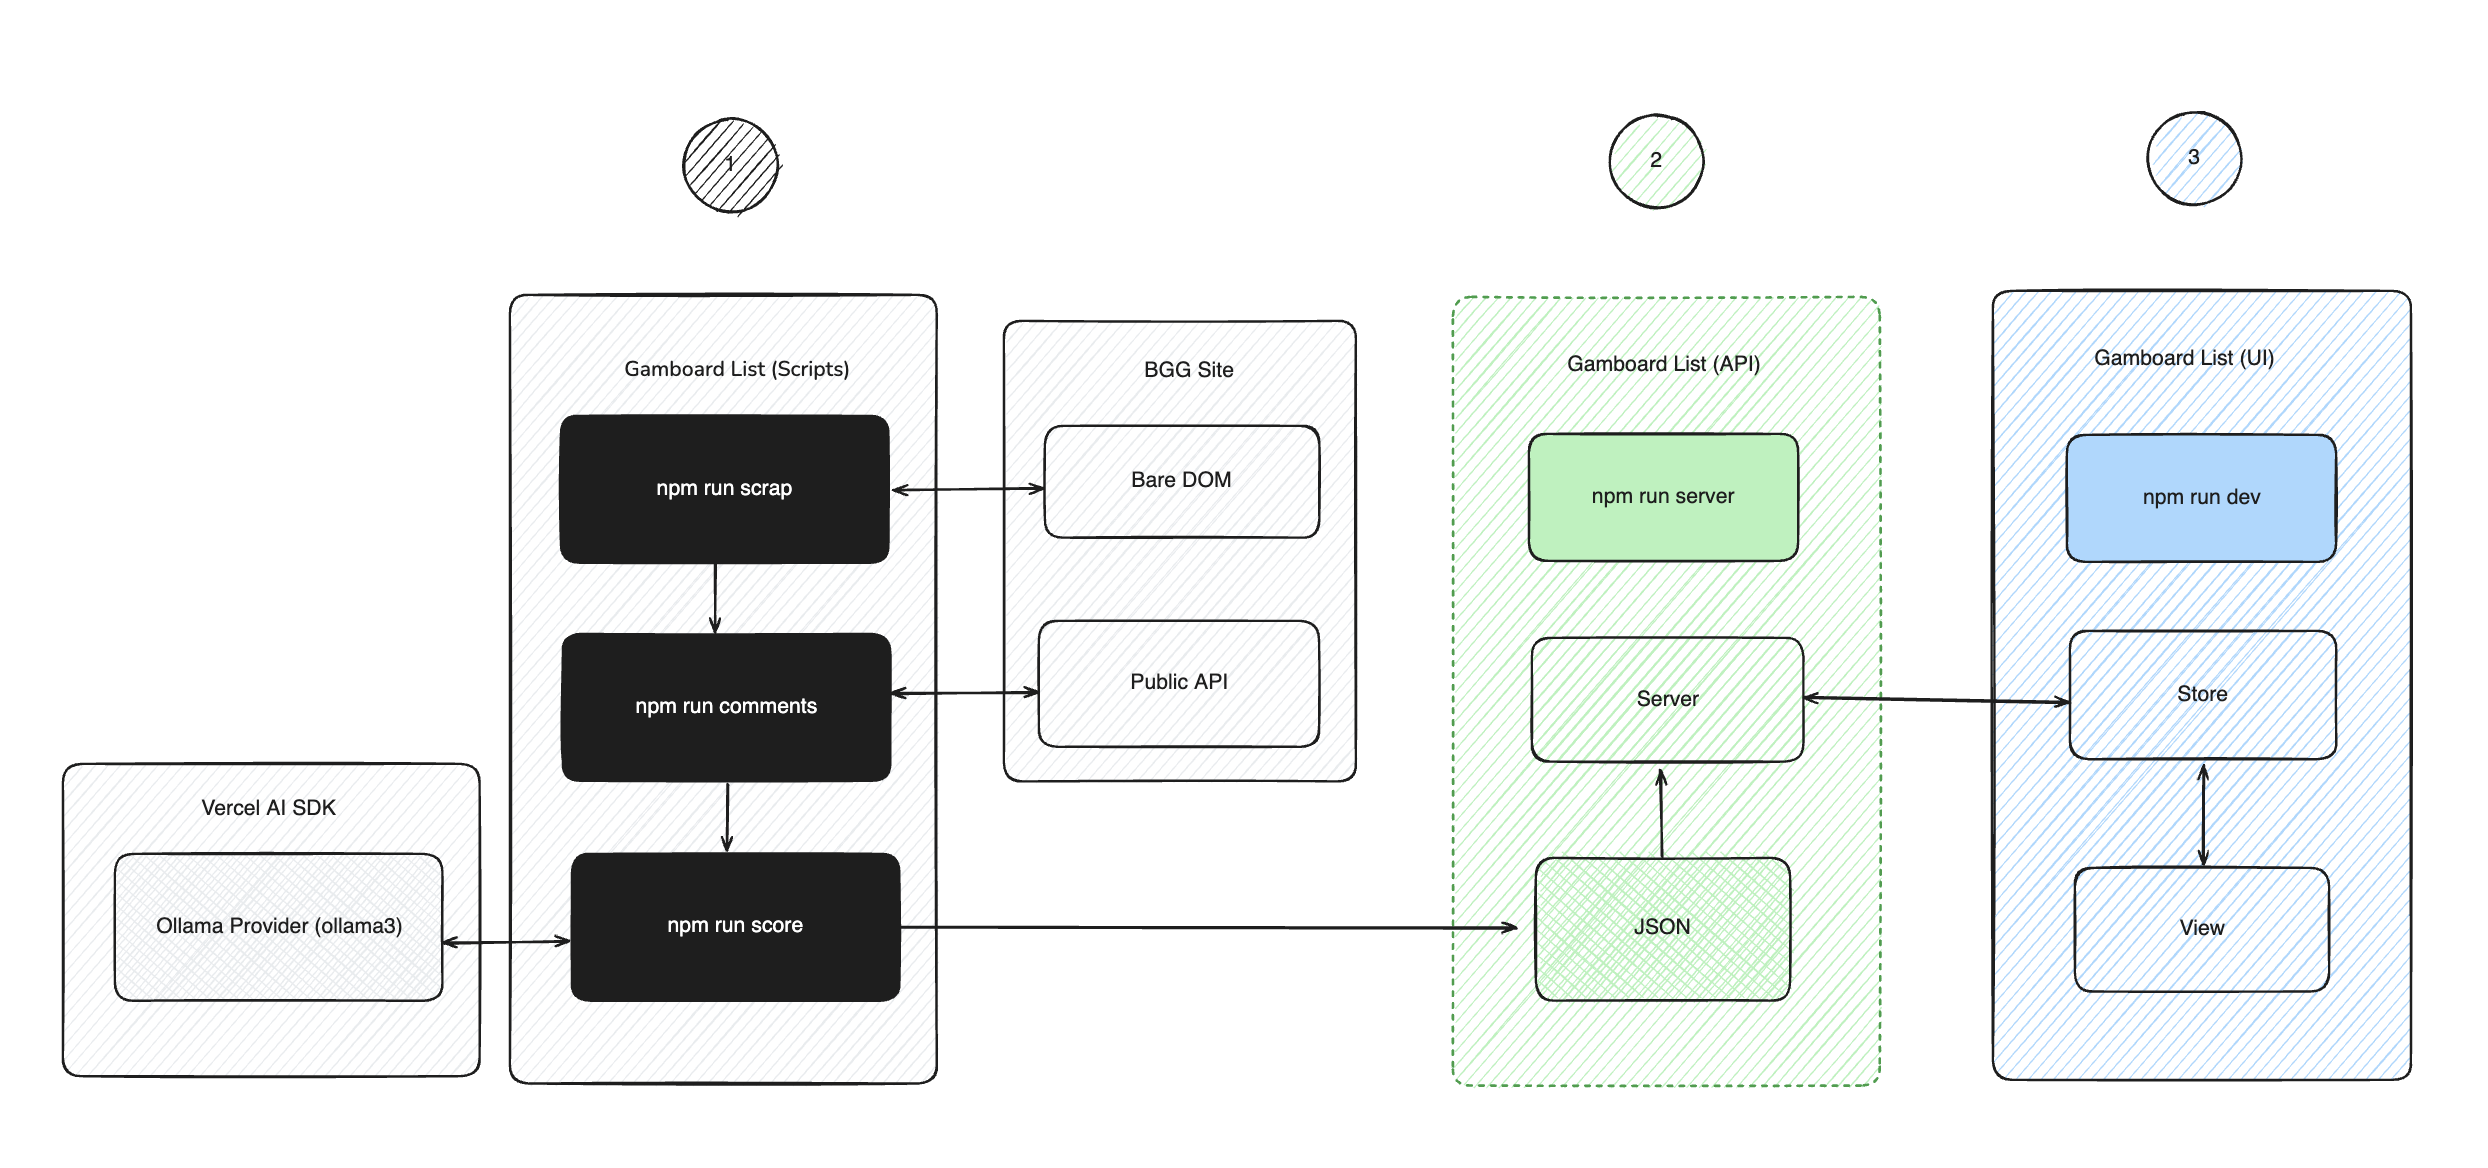 1
2
3
Gamboard List (Scripts)
npm run scrap
npm run comments
npm run score
BGG Site
Bare DOM
Public API
Vercel AI SDK
Ollama Provider (ollama3)
Gamboard List (API)
npm run server
Server
JSON
Gamboard List (UI)
npm run dev
Store
View